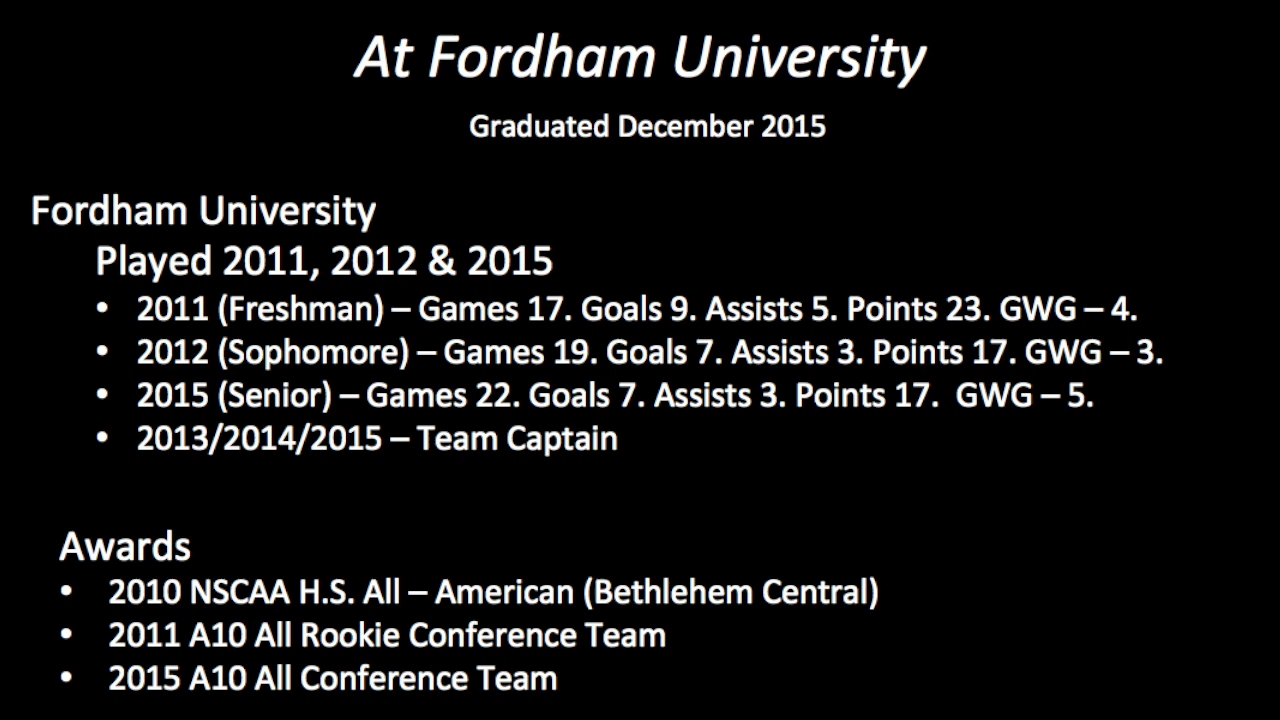 At Fordham University
Graduated December 2015
Fordham University
Played 2011, 2012 & 2015
• 2011 (Freshman) – Games 17. Goals 9. Assists 5. Points 23. GWG – 4.
• 2012 (Sophomore) – Games 19. Goals 7. Assists 3. Points 17. GWG – 3.
• 2015 (Senior) – Games 22. Goals 7. Assists 3. Points 17.  GWG – 5.
• 2013/2014/2015 – Team Captain
Awards
• 2010 NSCAA H.S. All – American (Bethlehem Central)
• 2011 A10 All Rookie Conference Team
• 2015 A10 All Conference Team